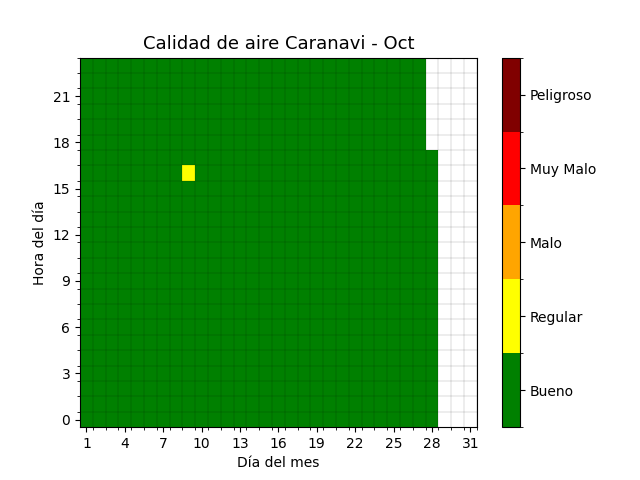 Calidad de aire Caranavi - Oct
Hora del día
21
18
15
12
9
6
3
0
1 4 7 10 13 16 19 22 25 28 31
Día del mes
Peligroso
Muy Malo
Malo
Regular
Bueno